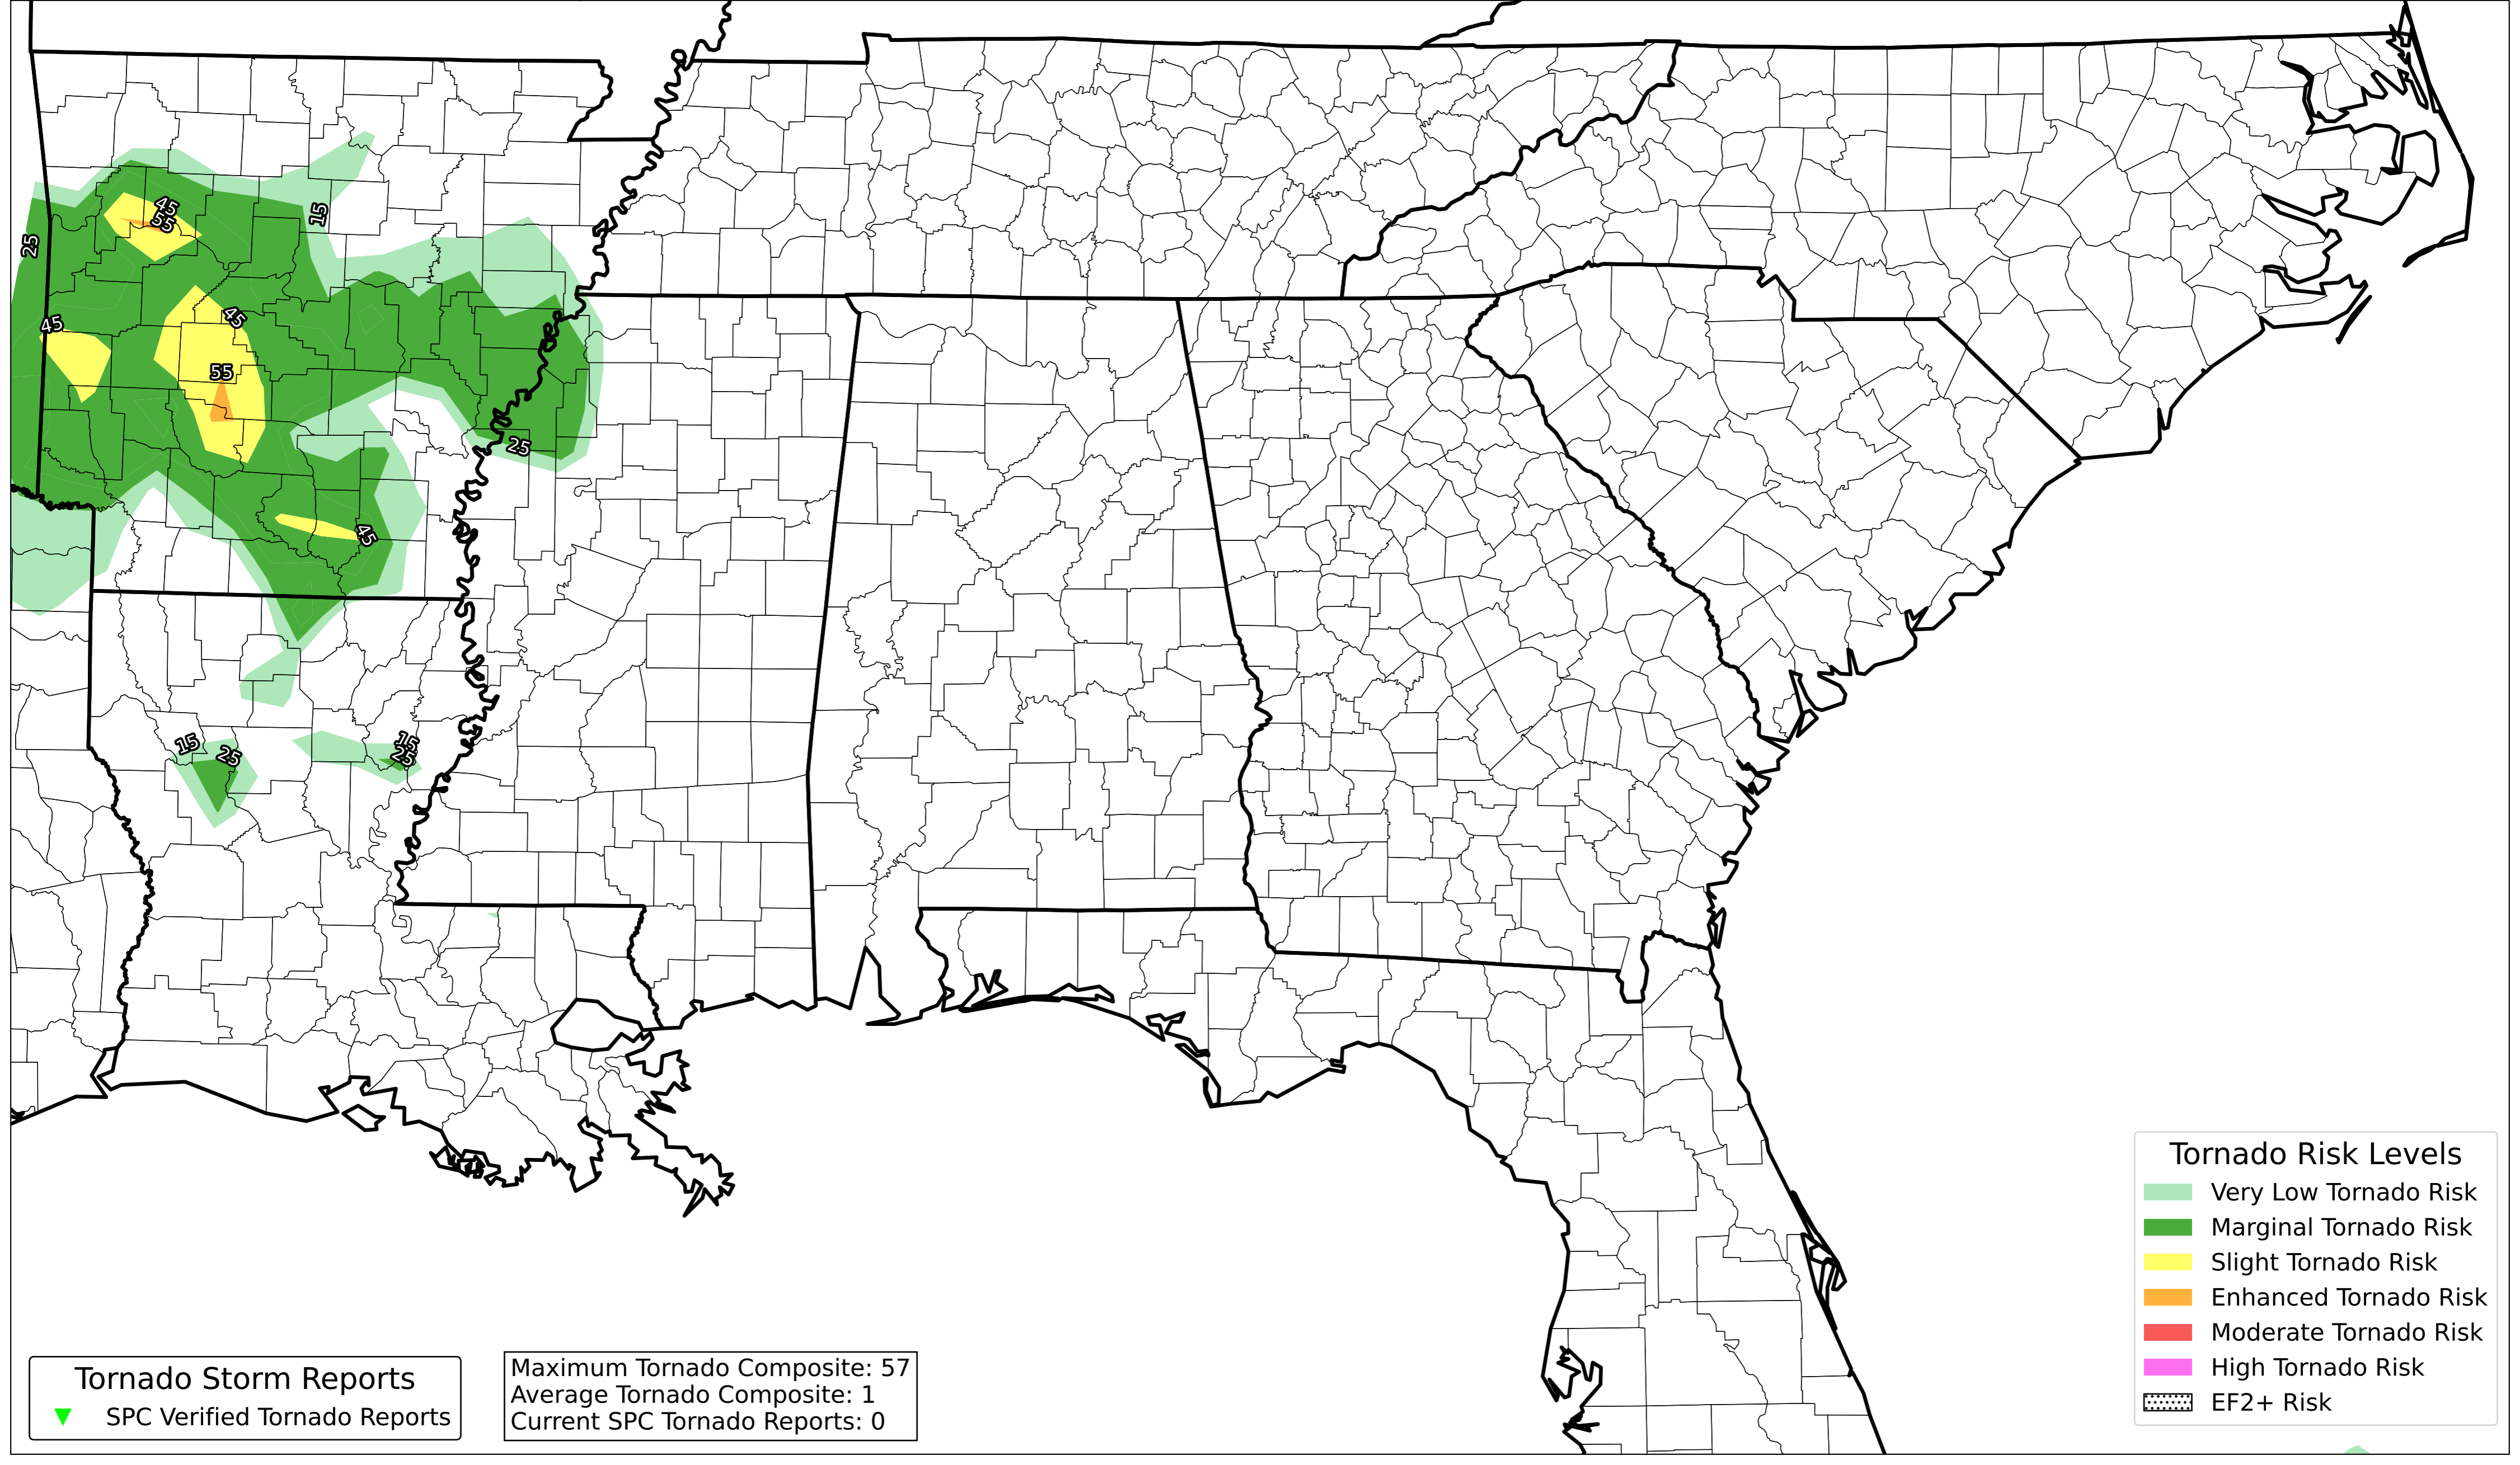 45
55
15
25
45
45
55
25
45
15
25
15
25
Tornado Risk Levels
Very Low Tornado Risk
Marginal Tornado Risk
Slight Tornado Risk
Enhanced Tornado Risk
Moderate Tornado Risk
High Tornado Risk
EF2+ Risk
Tornado Storm Reports
SPC Verified Tornado Reports
Maximum Tornado Composite: 57
Average Tornado Composite: 1
Current SPC Tornado Reports: 0